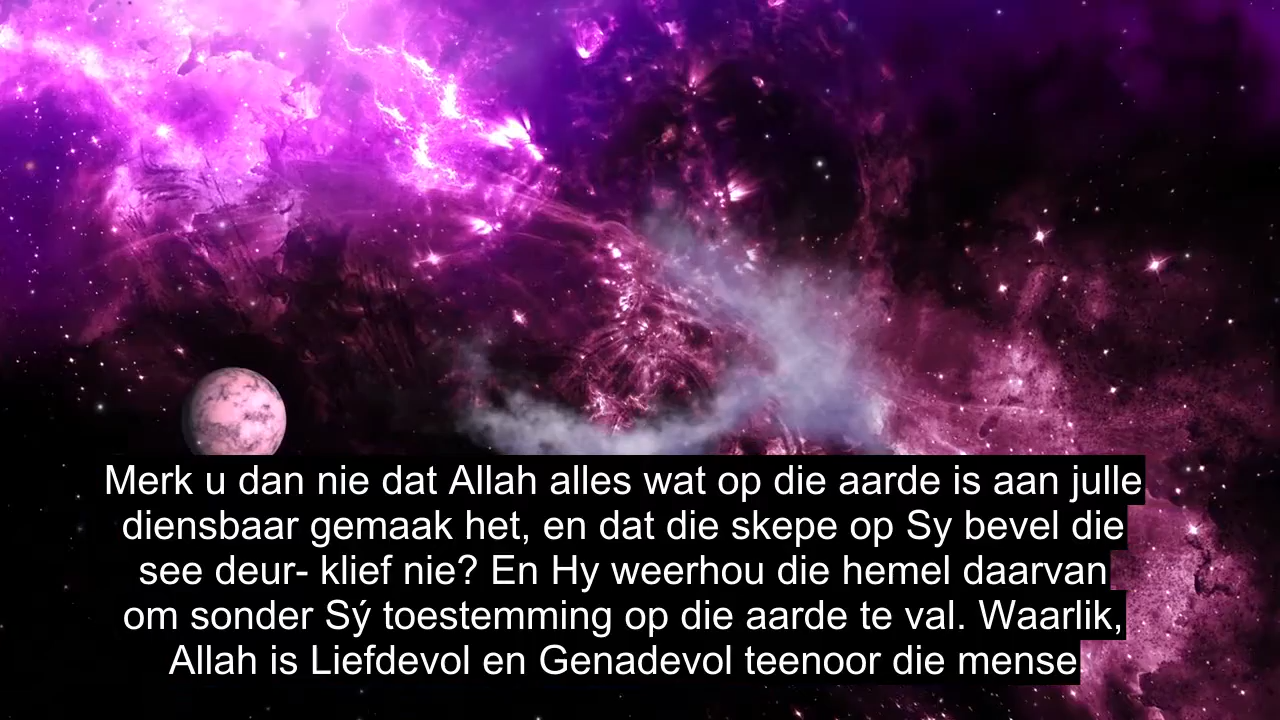 Merk u dan nie dat Allah alles wat op die aarde is aan julle
diensbaar gemaak het, en dat die skepe op Sy bevel die
see deur- klief nie? En Hy weerhou die hemel daarvan
om sonder Sý toestemming op die aarde te val. Waarlik,
Allah is Liefdevol en Genadevol teenoor die mense